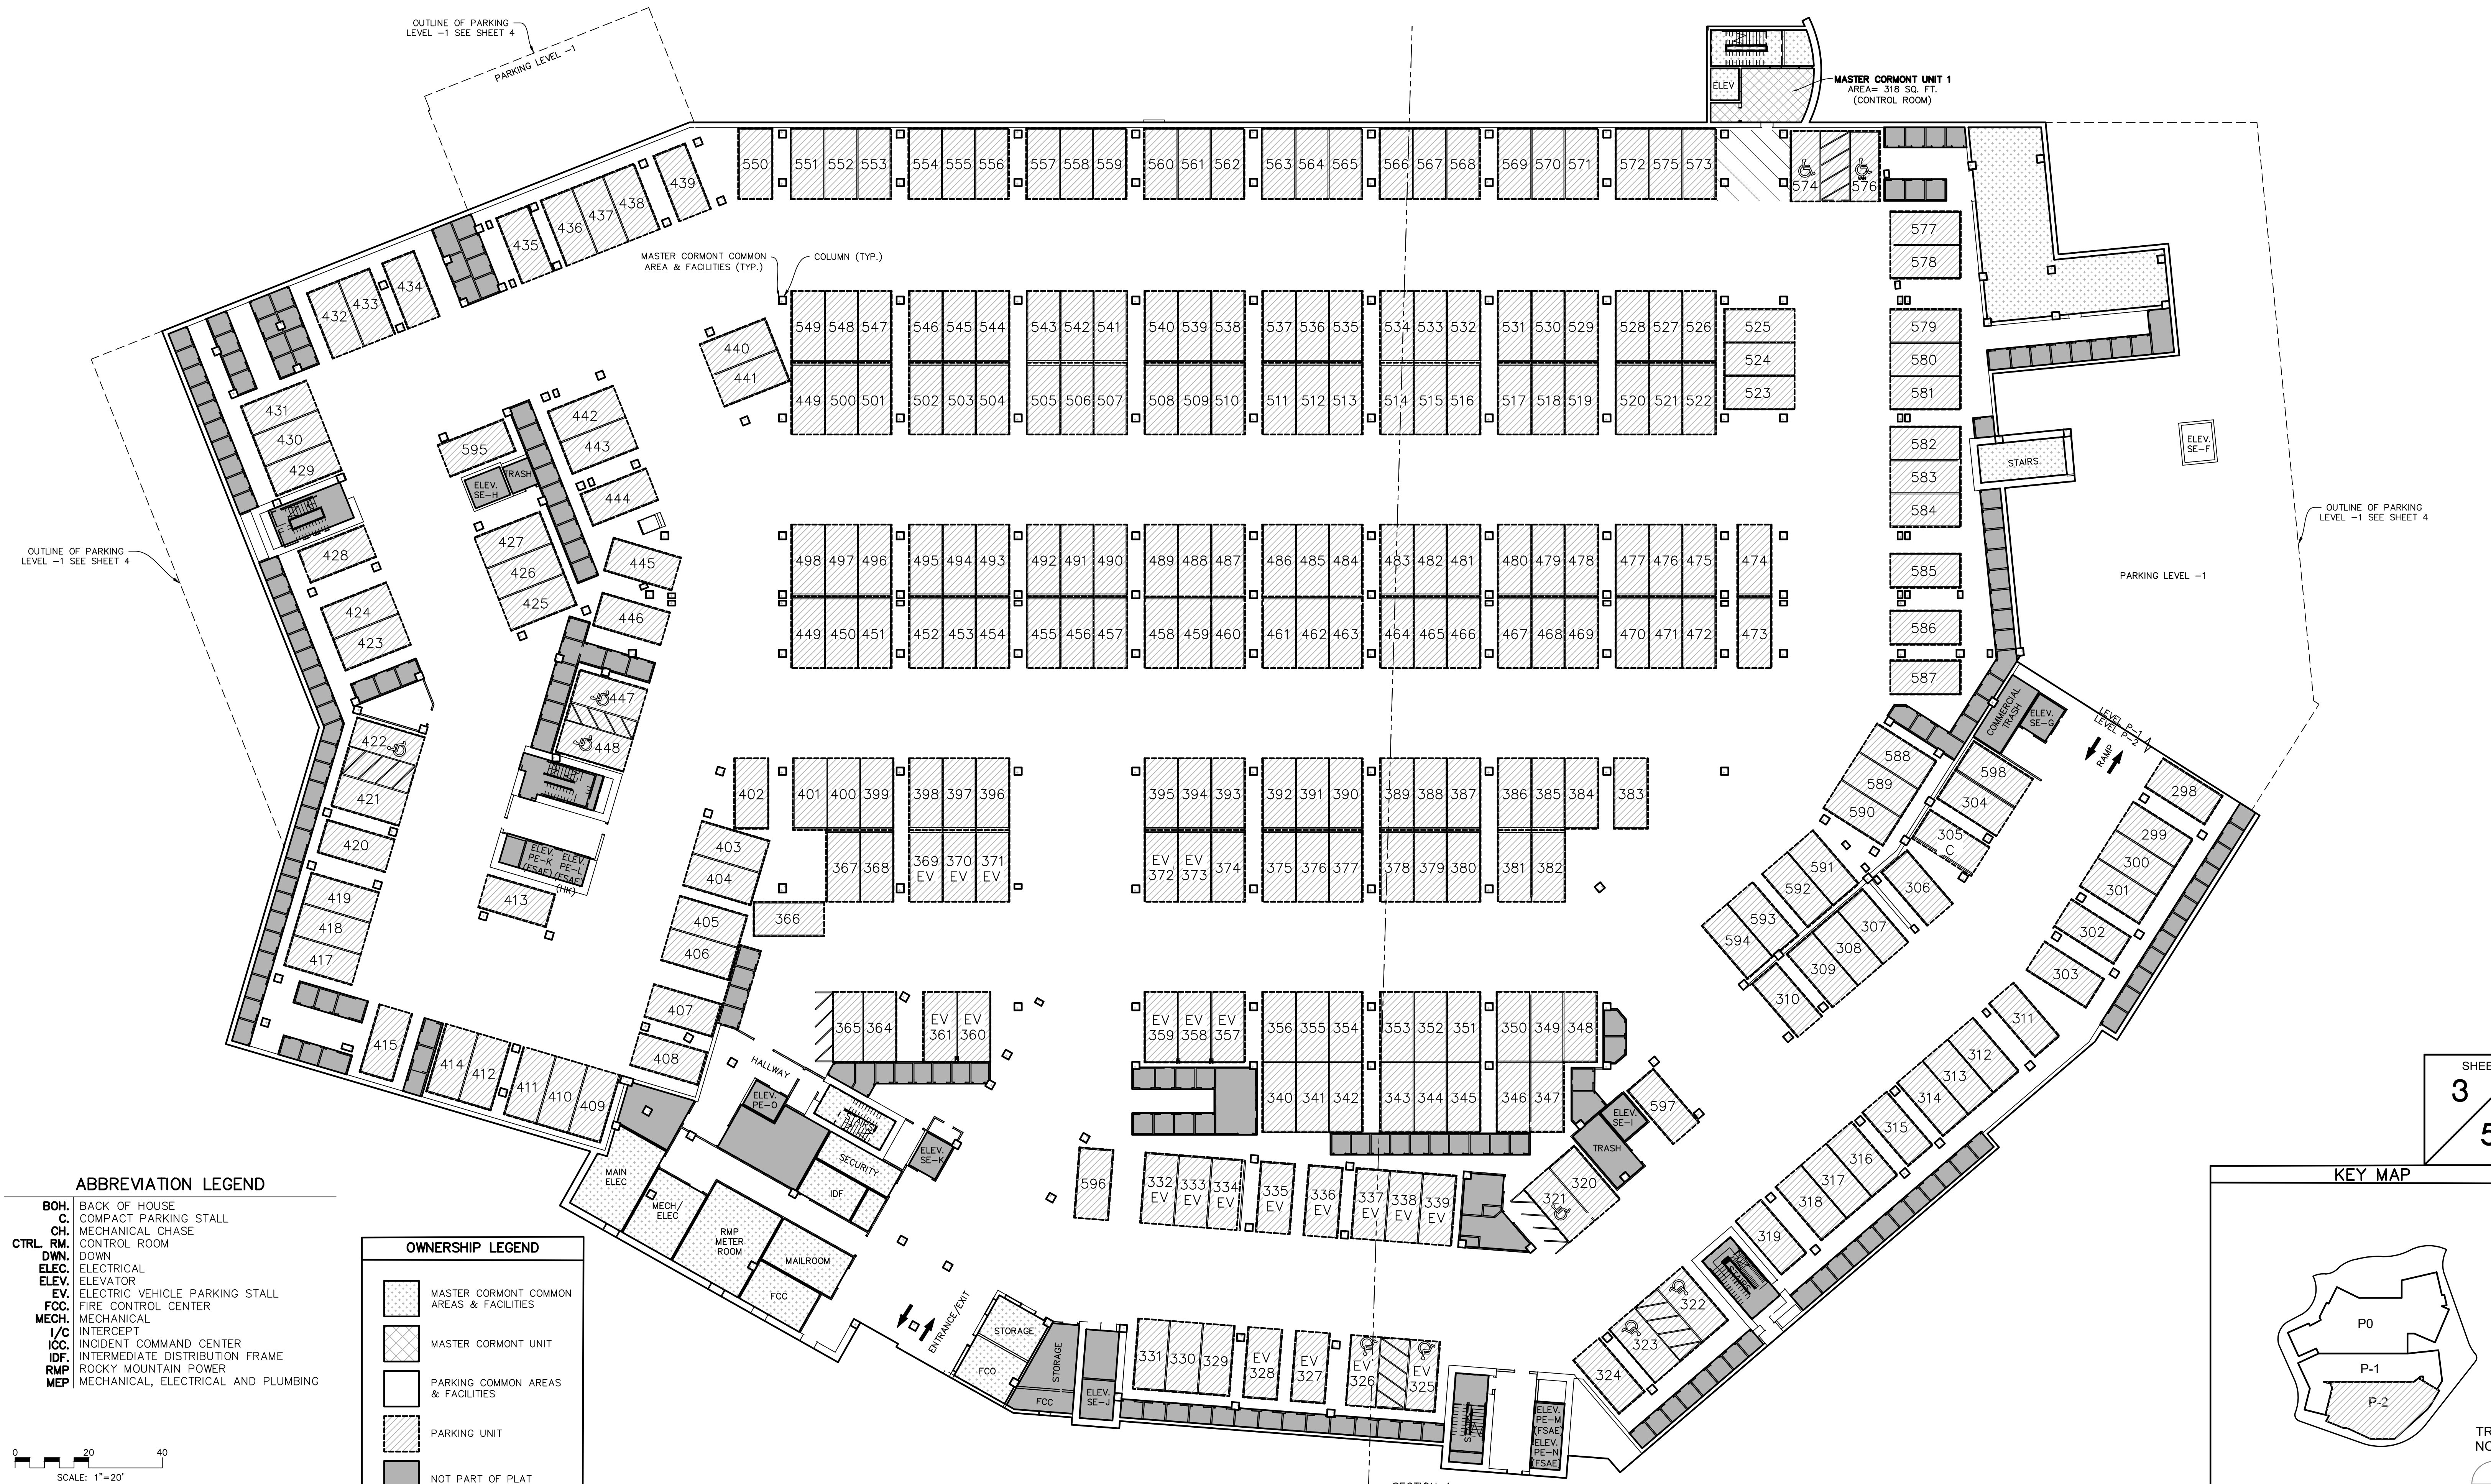 OUTLINE OF PARKING
LEVEL -1 SEE SHEET 4
PARKING LEVEL -1
ELEV
MASTER CORMONT UNIT 1
AREA= 318 SQ. FT.
(CONTROL ROOM)
550 551 552 553 554 555 556 557 558 559 560 561 562 563 564 565 566 567 568 569 570 571 572 575 573 574 576
439
438
437
436
435
434
433
432
MASTER CORMONT COMMON
AREA & FACILITIES (TYP.)
COLUMN (TYP.)
577
578
549 548 547 546 545 544 543 542 541 540 539 538 537 536 535 534 533 532 531 530 529 528 527 526 525
524
523
440
441
449 500 501 502 503 504 505 506 507 508 509 510 511 512 513 514 515 516 517 518 519 520 521 522
579
580
581
582
583
584
STAIRS
ELEV.
SE-F
431
430
429
595
TRASH
ELEV.
SE-H
442
443
444
427
426
425
428
445
446
424
423
OUTLINE OF PARKING
LEVEL -1 SEE SHEET 4
OUTLINE OF PARKING
LEVEL -1 SEE SHEET 4
PARKING LEVEL -1
498 497 496 495 494 493 492 491 490 489 488 487 486 485 484 483 482 481 480 479 478 477 476 475 474
449 450 451 452 453 454 455 456 457 458 459 460 461 462 463 464 465 466 467 468 469 470 471 472 473
585
586
587
447
448
422
421
420
419
418
417
ELEV.
PE-K
(FSAE)
ELEV.
PE-L
(FSAE)
(HK)
413
COMMERCIAL
TRASH
ELEV.
SE-G
LEVEL P-1
LEVEL P-2
RAMP
402 401 400 399 398 397 396 395 394 393 392 391 390 389 388 387 386 385 384 383
403
404
405
406
407
408
367 368 369
EV
370
EV
371
EV
EV
372
EV
373
374 375 376 377 378 379 380 381 382
366
588
589
590
591
592
593
594
598
304
305
C
306
307
308
309
310
298
299
300
301
302
303
311
312
313
314
315
316
317
318
319
365 364 EV
361
EV
360
EV
359
EV
358
EV
357
356 355 354 353 352 351 350 349 348
340 341 342 343 344 345 346 347
415
414
412
411
410
409
HALLWAY
ELEV.
PE-O
STAIRS
SECURITY
ELEV.
SE-K
MAIN
ELEC
MECH/
ELEC
RMP
METER
ROOM
IDF
MAILROOM
FCC
ELEV.
SE-I
TRASH
597
596
332
EV
333
EV
334
EV
335
EV
336
EV
337
EV
338
EV
339
EV
321
320
ENTRANCE/EXIT
STORAGE
FCO
STORAGE
FCC
ELEV.
SE-J
331 330 329 EV
328
EV
327
EV
326
EV
325
STAIRS
ELEV.
PE-M
(FSAE)
ELEV.
PE-N
(FSAE)
STAIRS
322
323
324
3
5
KEY MAP
P0
P-1
P-2
ABBREVIATION LEGEND
BOH. BACK OF HOUSE
C. COMPACT PARKING STALL
CH. MECHANICAL CHASE
CTRL. RM. CONTROL ROOM
DWN. DOWN
ELEC. ELECTRICAL
ELEV. ELEVATOR
EV. ELECTRIC VEHICLE PARKING STALL
FCC. FIRE CONTROL CENTER
MECH. MECHANICAL
I/C INTERCEPT
ICC. INCIDENT COMMAND CENTER
IDF. INTERMEDIATE DISTRIBUTION FRAME
RMP ROCKY MOUNTAIN POWER
MEP MECHANICAL, ELECTRICAL AND PLUMBING
0 20 40
SCALE: 1"=20'
OWNERSHIP LEGEND
MASTER CORMONT COMMON
AREAS & FACILITIES
MASTER CORMONT UNIT
PARKING COMMON AREAS
& FACILITIES
PARKING UNIT
NOT PART OF PLAT